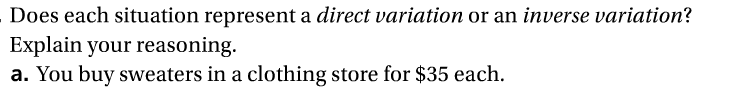 Does each situation represent a direct variation or an inverse variation?
Explain your reasoning.
a. You buy sweaters in a clothing store for $35 each.